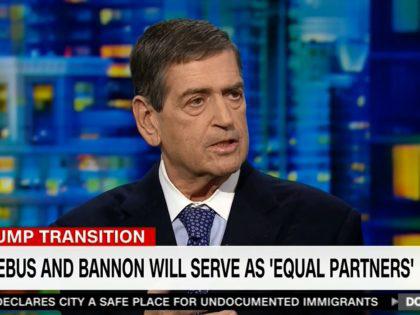 UMP TRANSITION
EBUS AND BANNON WILL SERVE AS 'EQUAL PARTNERS'
DECLARES CITY A SAFE PLACE FOR UNDOCUMENTED IMMIGRANTS